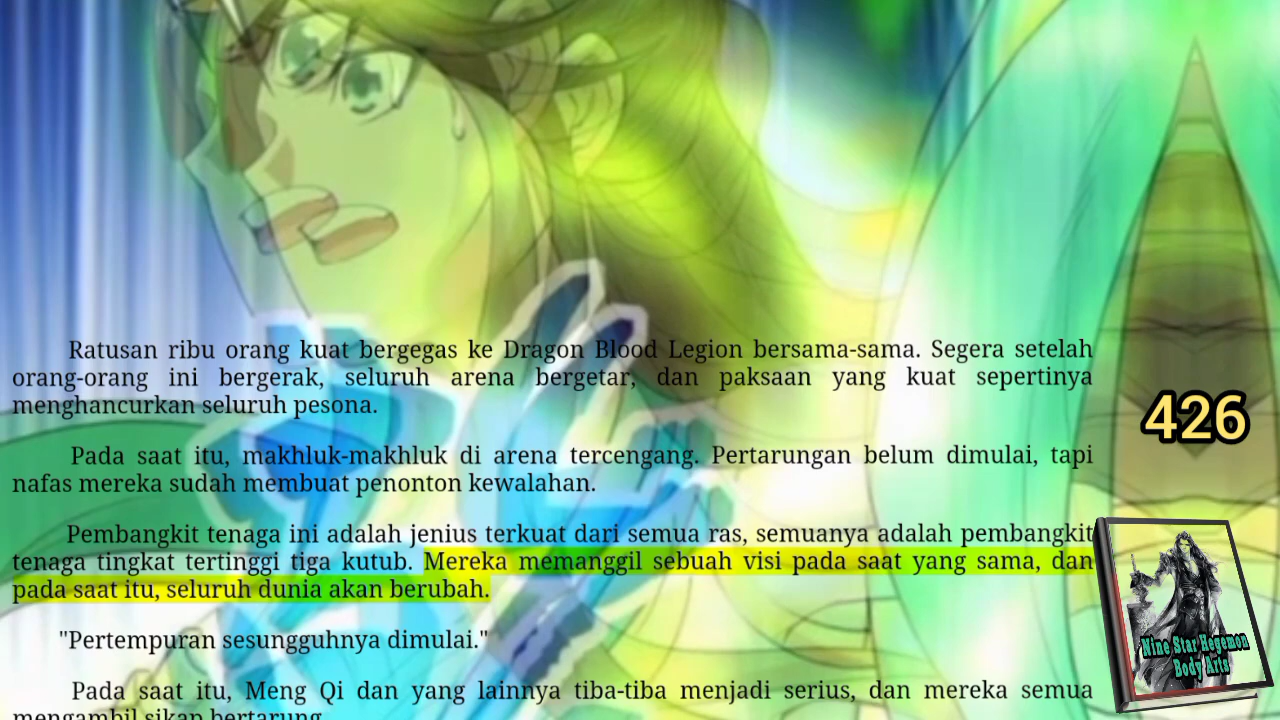 Ratusan ribu orang kuat bergegas ke Dragon Blood Legion bersama-sama. Segera setelah
orang-orang ini bergerak, seluruh arena bergetar, dan paksaan yang kuat sepertinya
menghancurkan seluruh pesona.
Pada saat itu, makhluk-makhluk di arena tercengang. Pertarungan belum dimulai, tapi
nafas mereka sudah membuat penonton kewalahan.
Pembangkit tenaga ini adalah jenius terkuat dari semua ras, semuanya adalah pembangkit
tenaga tingkat tertinggi tiga kutub. Mereka memanggil sebuah visi pada saat yang sama, dan
pada saat itu, seluruh dunia akan berubah.
"Pertempuran sesungguhnya dimulai."
Pada saat itu, Meng Qi dan yang lainnya tiba-tiba menjadi serius, dan mereka semua
mengambil sikap bertarung.
426
Nine Star Hegemon
Body Arts